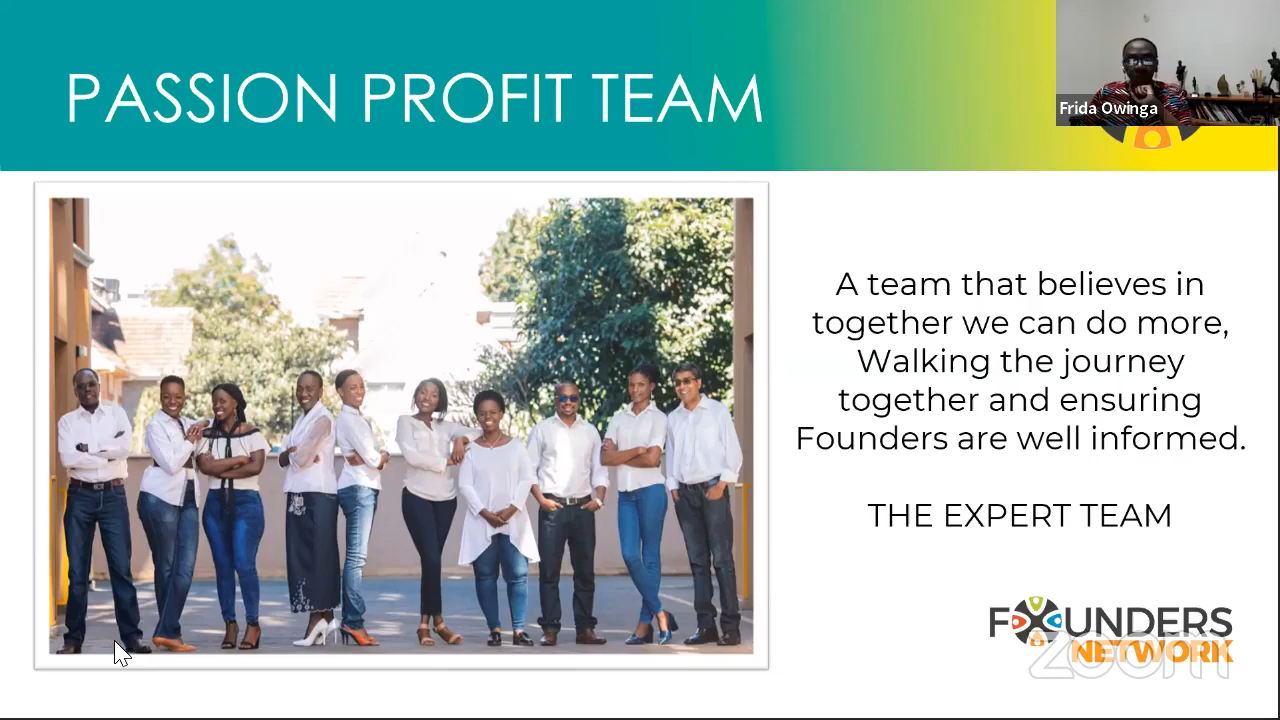 PASSION PROFIT TEAM
Frida Owinga
A team that believes in
together we can do more,
Walking the journey
together and ensuring
Founders are well informed.
THE EXPERT TEAM
FOUNDERS
NETWORK
zoom